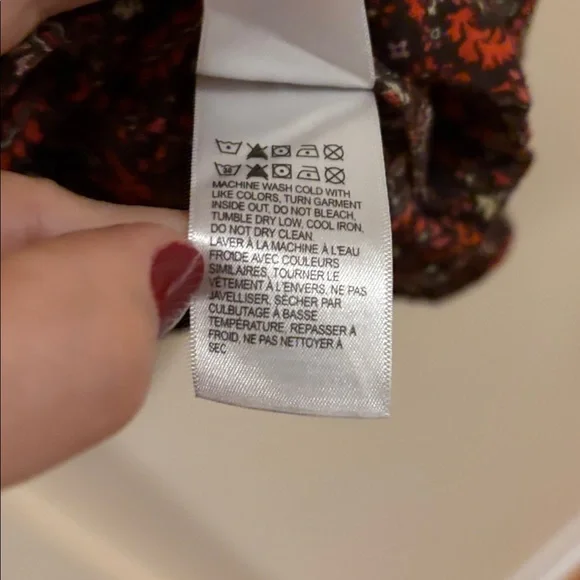 MACHINE WASH COLD WITH
LIKE COLORS, TURN GARMENT
INSIDE OUT, DO NOT BLEACH,
TUMBLE DRY LOW, COOL IRON,
DO NOT DRY CLEAN.
LAVER À LA MACHINE À L'EAU
FROIDE AVEC COULEURS
SIMILAIRES, TOURNER LE
VÊTEMENT À L'ENVERS, NE PAS
JAVELLISER, SÉCHER PAR
CULBUTAGE À BASSE
TEMPÉRATURE, REPASSER À
FROID, NE PAS NETTOYER À
SEC